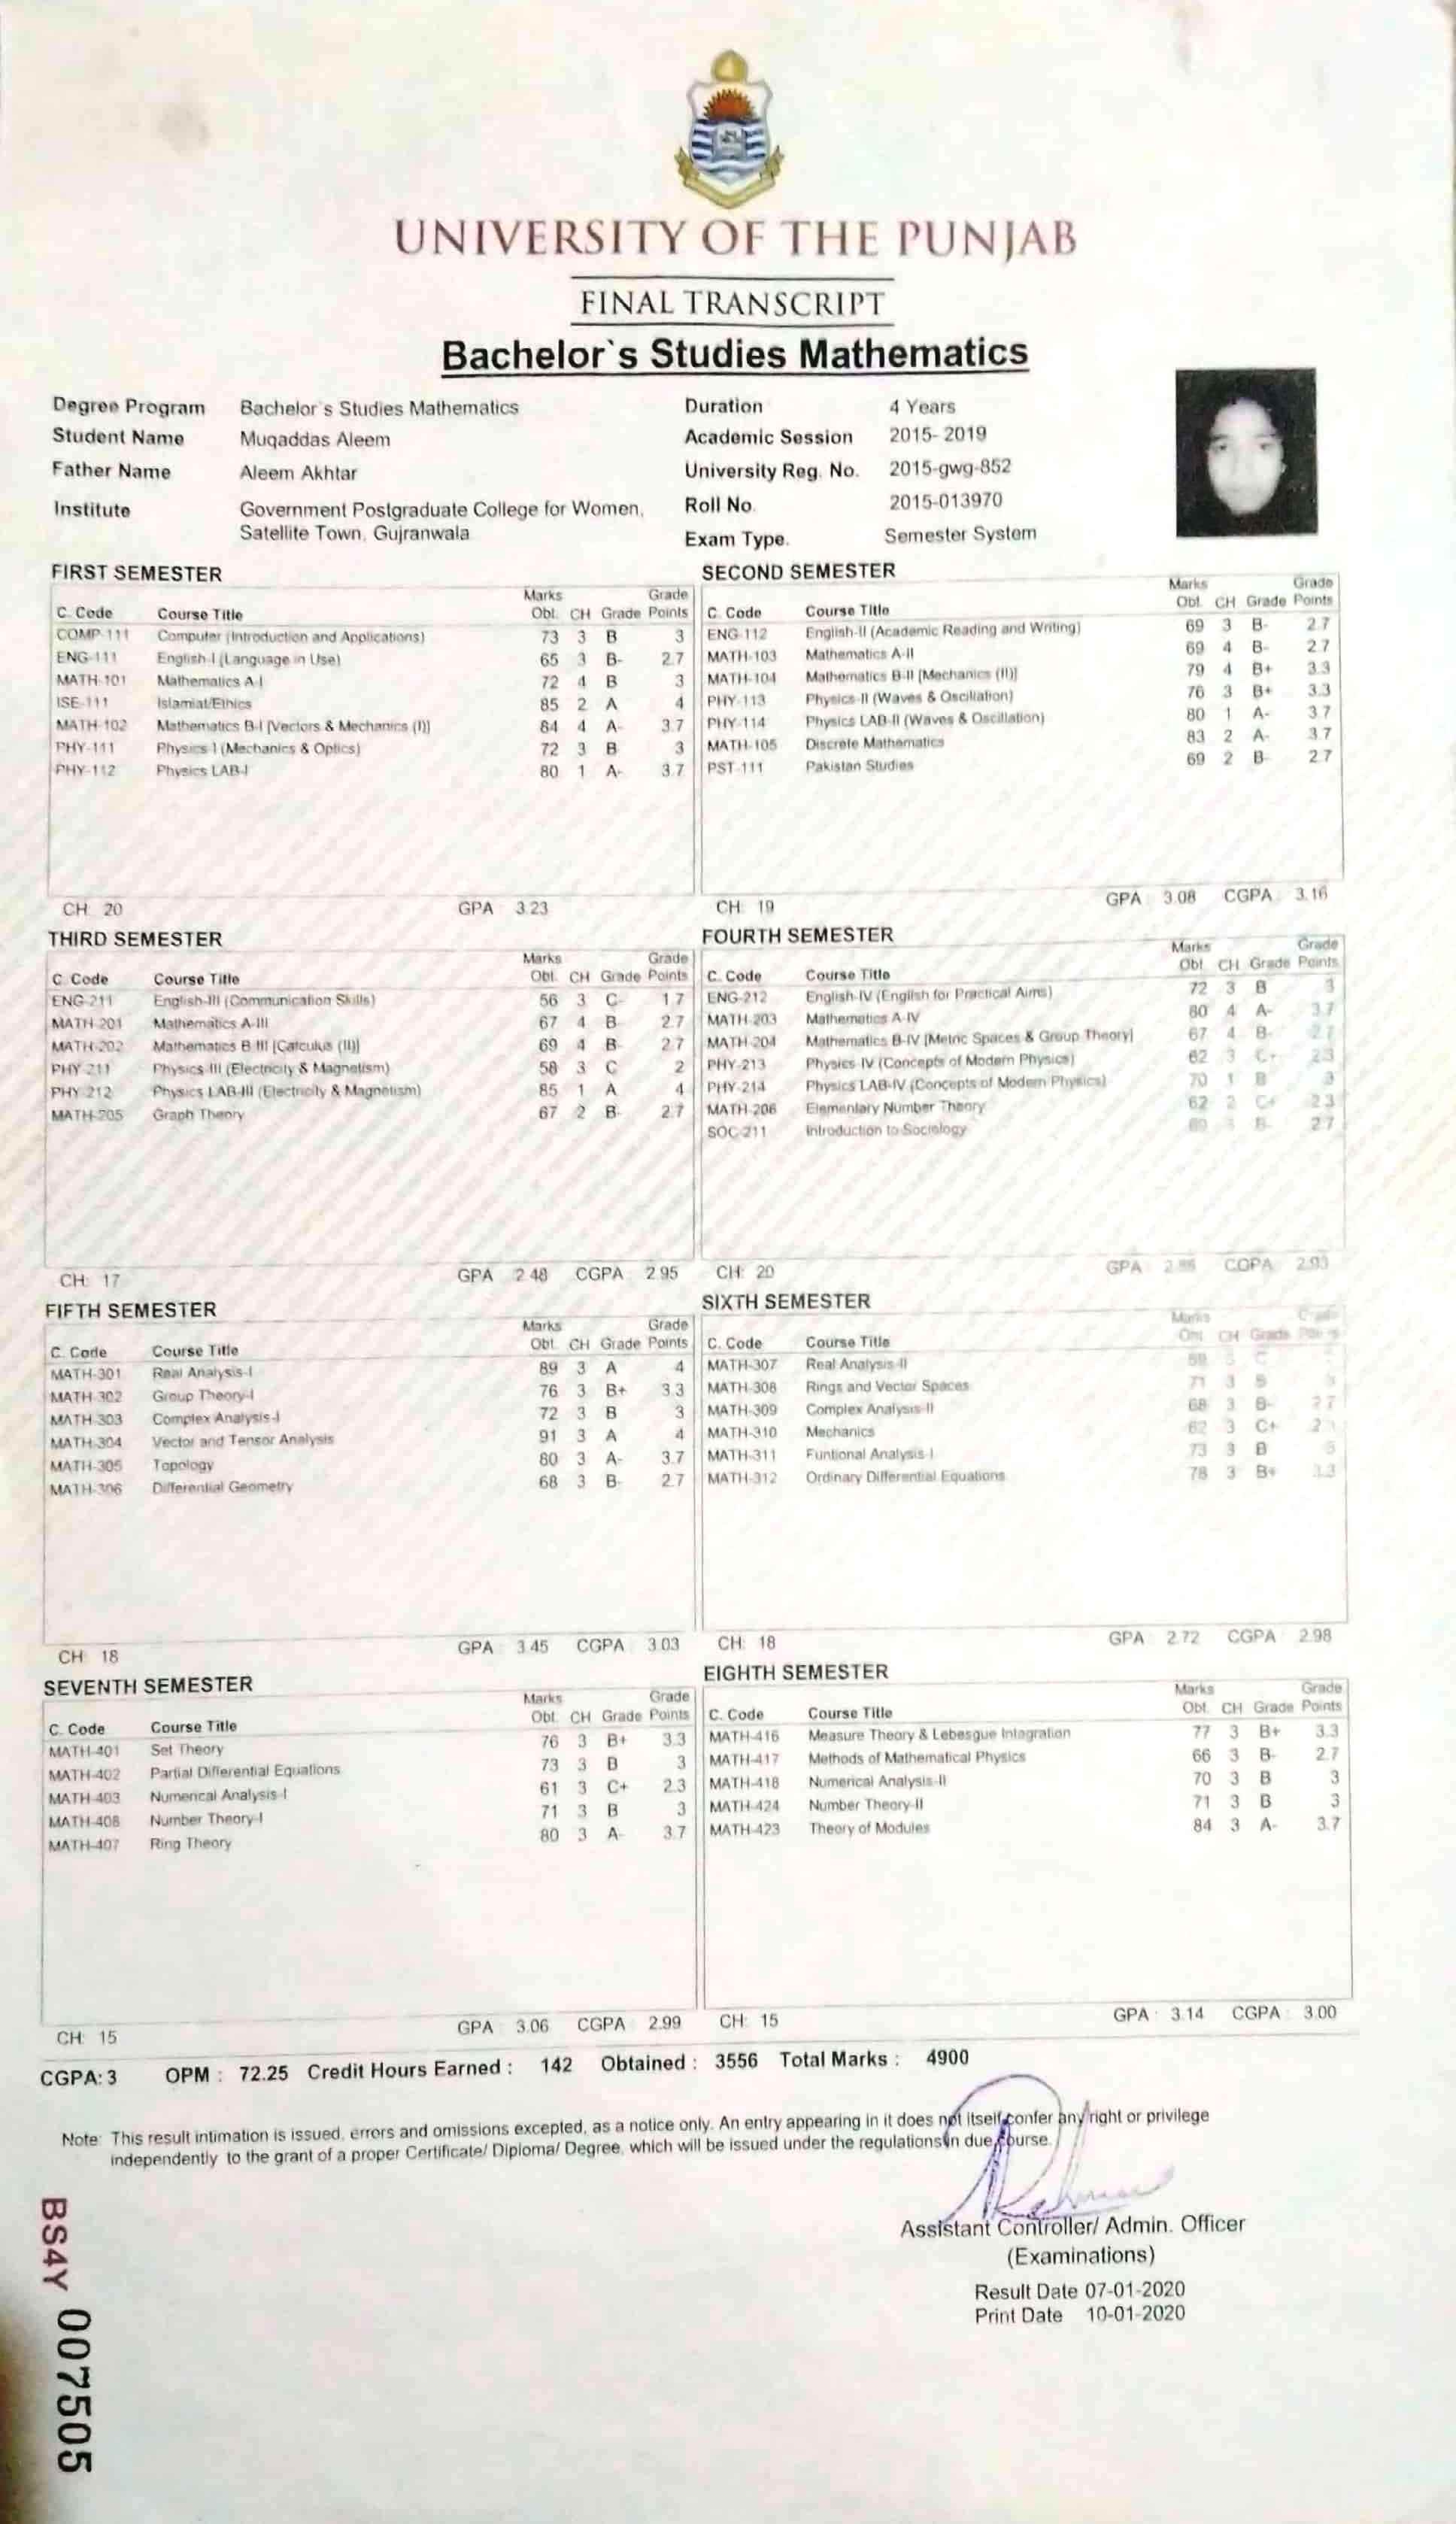 UNIVERSITY OF THE PUNJAB
FINAL TRANSCRIPT
Bachelor`s Studies Mathematics
Degree Program Bachelor`s Studies Mathematics
Student Name Muqaddas Aleem
Father Name Aleem Akhtar
Institute Government Postgraduate College for Women,
Satellite Town, Gujranwala
Duration 4 Years
Academic Session 2015- 2019
University Reg. No. 2015-gwg-852
Roll No. 2015-013970
Exam Type. Semester System
FIRST SEMESTER
Marks Grade
C. Code Course Title Obt. CH Grade Points
COMP-111 Computer (Introduction and Applications) 73 3 B 3
ENG-111 English-I (Language in Use) 65 3 B- 2.7
MATH-101 Mathematics A-I 72 4 B 3
ISE-111 Islamiat/Ethics 85 2 A 4
MATH-102 Mathematics B-I [Vectors & Mechanics (I)] 84 4 A- 3.7
PHY-111 Physics I (Mechanics & Optics) 72 3 B 3
PHY-112 Physics LAB-I 80 1 A- 3.7
CH: 20 GPA : 3.23
SECOND SEMESTER
Marks Grade
C. Code Course Title Obt. CH Grade Points
ENG-112 English-II (Academic Reading and Writing) 69 3 B- 2.7
MATH-103 Mathematics A-II 69 4 B- 2.7
MATH-104 Mathematics B-II [Mechanics (II)] 79 4 B+ 3.3
PHY-113 Physics-II (Waves & Oscillation) 76 3 B+ 3.3
PHY-114 Physics LAB-II (Waves & Oscillation) 80 1 A- 3.7
MATH-105 Discrete Mathematics 83 2 A- 3.7
PST-111 Pakistan Studies 69 2 B- 2.7
CH: 19 GPA : 3.08 CGPA : 3.16
THIRD SEMESTER
Marks Grade
C. Code Course Title Obt. CH Grade Points
ENG-211 English-III (Communication Skills) 56 3 C- 1.7
MATH-201 Mathematics A-III 67 4 B- 2.7
MATH-202 Mathematics B-III [Calculus (II)] 69 4 B- 2.7
PHY-211 Physics-III (Electricity & Magnetism) 58 3 C 2
PHY-212 Physics LAB-III (Electricity & Magnetism) 85 1 A 4
MATH-205 Graph Theory 67 2 B- 2.7
CH: 17 GPA : 2.48 CGPA : 2.95
FOURTH SEMESTER
Marks Grade
C. Code Course Title Obt. CH Grade Points
ENG-212 English-IV (English for Practical Aims) 72 3 B 3
MATH-203 Mathematics A-IV 80 4 A- 3.7
MATH-204 Mathematics B-IV [Metric Spaces & Group Theory] 67 4 B- 2.7
PHY-213 Physics IV (Concepts of Modern Physics) 62 3 C+ 2.3
PHY-214 Physics LAB-IV (Concepts of Modern Physics) 70 1 B 3
MATH-206 Elementary Number Theory 62 2 C+ 2.3
SOC-211 Introduction to Sociology 69 B- 2.7
CH: 20 GPA : CGPA : 2.93
FIFTH SEMESTER
Marks Grade
C. Code Course Title Obt. CH Grade Points
MATH-301 Real Analysis-I 89 3 A 4
MATH-302 Group Theory-I 76 3 B+ 3.3
MATH-303 Complex Analysis-I 72 3 B 3
MATH-304 Vector and Tensor Analysis 91 3 A 4
MATH-305 Topology 80 3 A- 3.7
MATH-306 Differential Geometry 68 3 B- 2.7
CH: 18 GPA : 3.45 CGPA : 3.03
SIXTH SEMESTER
Marks Grade
C. Code Course Title Obt. CH Grade Points
MATH-307 Real Analysis-II C
MATH-308 Rings and Vector Spaces 71 3 B 3
MATH-309 Complex Analysis-II 68 3 B- 2.7
MATH-310 Mechanics 62 3 C+ 2.3
MATH-311 Funtional Analysis-I 73 3 B
MATH-312 Ordinary Differential Equations 78 3 B+ 3.3
CH: 18 GPA : 2.72 CGPA : 2.98
SEVENTH SEMESTER
Marks Grade
C. Code Course Title Obt. CH Grade Points
MATH-401 Set Theory 76 3 B+ 3.3
MATH-402 Partial Differential Equations 73 3 B 3
MATH-403 Numerical Analysis-I 61 3 C+ 2.3
MATH-408 Number Theory-I 71 3 B 3
MATH-407 Ring Theory 80 3 A- 3.7
CH: 15 GPA : 3.06 CGPA : 2.99
EIGHTH SEMESTER
Marks Grade
C. Code Course Title Obt. CH Grade Points
MATH-416 Measure Theory & Lebesgue Integration 77 3 B+ 3.3
MATH-417 Methods of Mathematical Physics 66 3 B- 2.7
MATH-418 Numerical Analysis-II 70 3 B 3
MATH-424 Number Theory-II 71 3 B 3
MATH-423 Theory of Modules 84 3 A- 3.7
CH: 15 GPA : 3.14 CGPA : 3.00
CGPA: 3 OPM : 72.25 Credit Hours Earned : 142 Obtained : 3556 Total Marks : 4900
Note: This result intimation is issued, errors and omissions excepted, as a notice only. An entry appearing in it does not itself confer any right or privilege
independently to the grant of a proper Certificate/ Diploma/ Degree, which will be issued under the regulations in due course.
Assistant Controller/ Admin. Officer
(Examinations)
Result Date 07-01-2020
Print Date 10-01-2020
BS4Y 007505